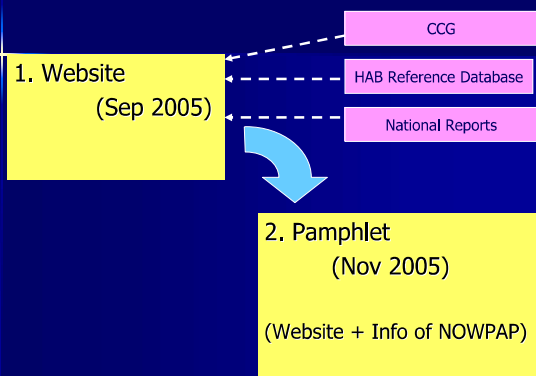 CCG
1. Website
(Sep 2005)
HAB Reference Database
National Reports
2. Pamphlet
(Nov 2005)
(Website + Info of NOWPAP)